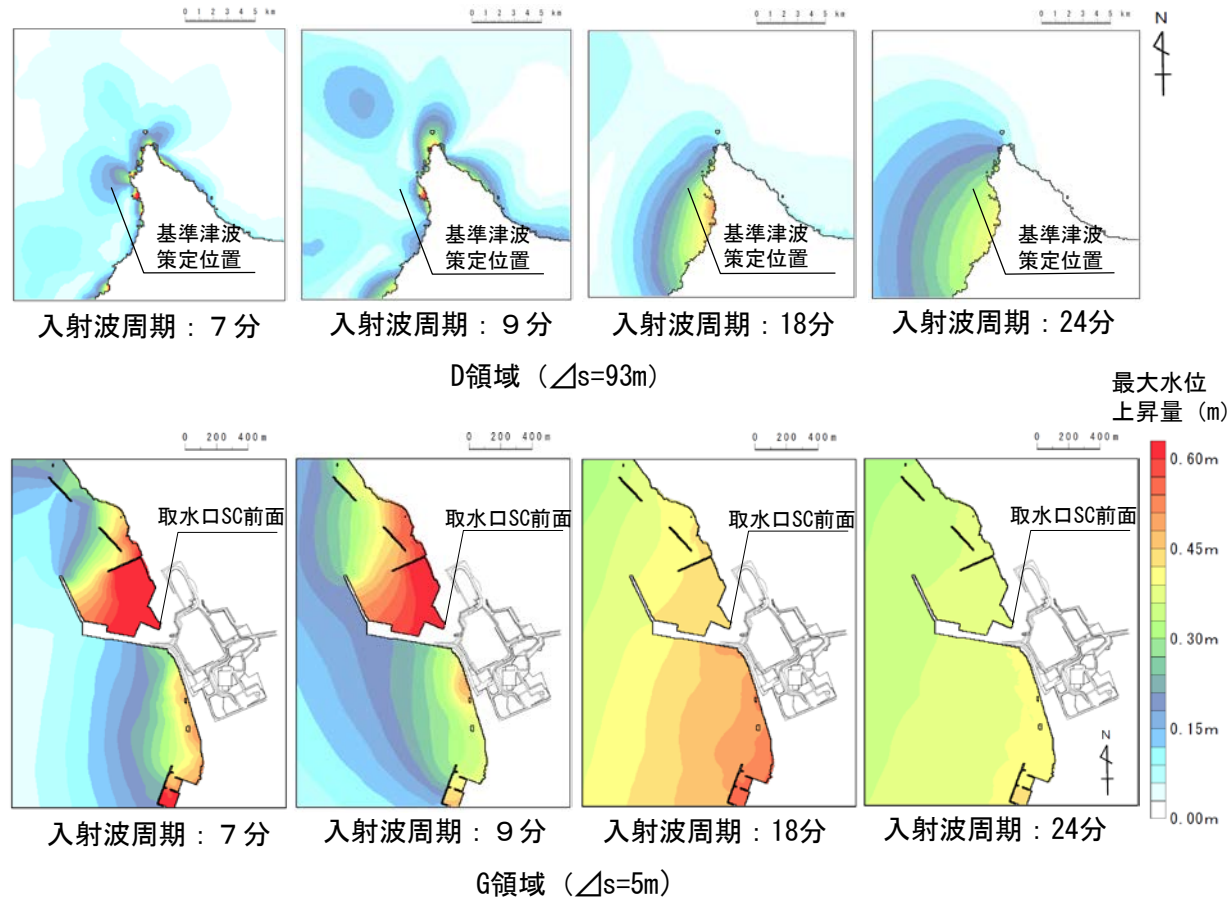 0 1 2 3 4 5 km
0 1 2 3 4 5 km
0 1 2 3 4 5 km
0 1 2 3 4 5 km
N
基準津波
策定位置
基準津波
策定位置
基準津波
策定位置
基準津波
策定位置
入射波周期：７分
入射波周期：９分
入射波周期：18分
入射波周期：24分
D領域（⊿s=93m）
最大水位
上昇量（m）
0 200 400m
0 200 400m
0 200 400m
0 200 400m
取水口SC前面
取水口SC前面
取水口SC前面
取水口SC前面
0.60m
0.45m
0.30m
0.15m
0.00m
N
入射波周期：７分
入射波周期：９分
入射波周期：18分
入射波周期：24分
G領域（⊿s=5m）